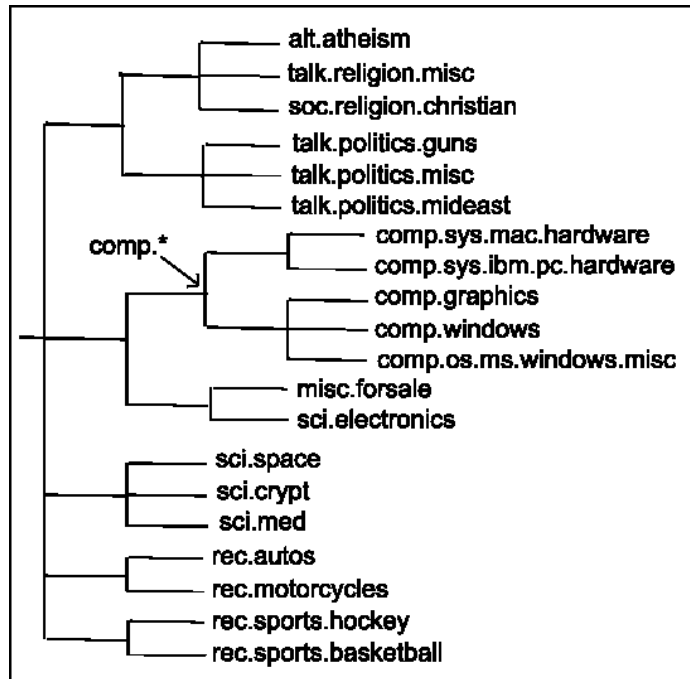 alt.atheism
talk.religion.misc
soc.religion.christian
talk.politics.guns
talk.politics.misc
talk.politics.mideast
comp.*
comp.sys.mac.hardware
comp.sys.ibm.pc.hardware
comp.graphics
comp.windows
comp.os.ms.windows.misc
misc.forsale
sci.electronics
sci.space
sci.crypt
sci.med
rec.autos
rec.motorcycles
rec.sports.hockey
rec.sports.basketball